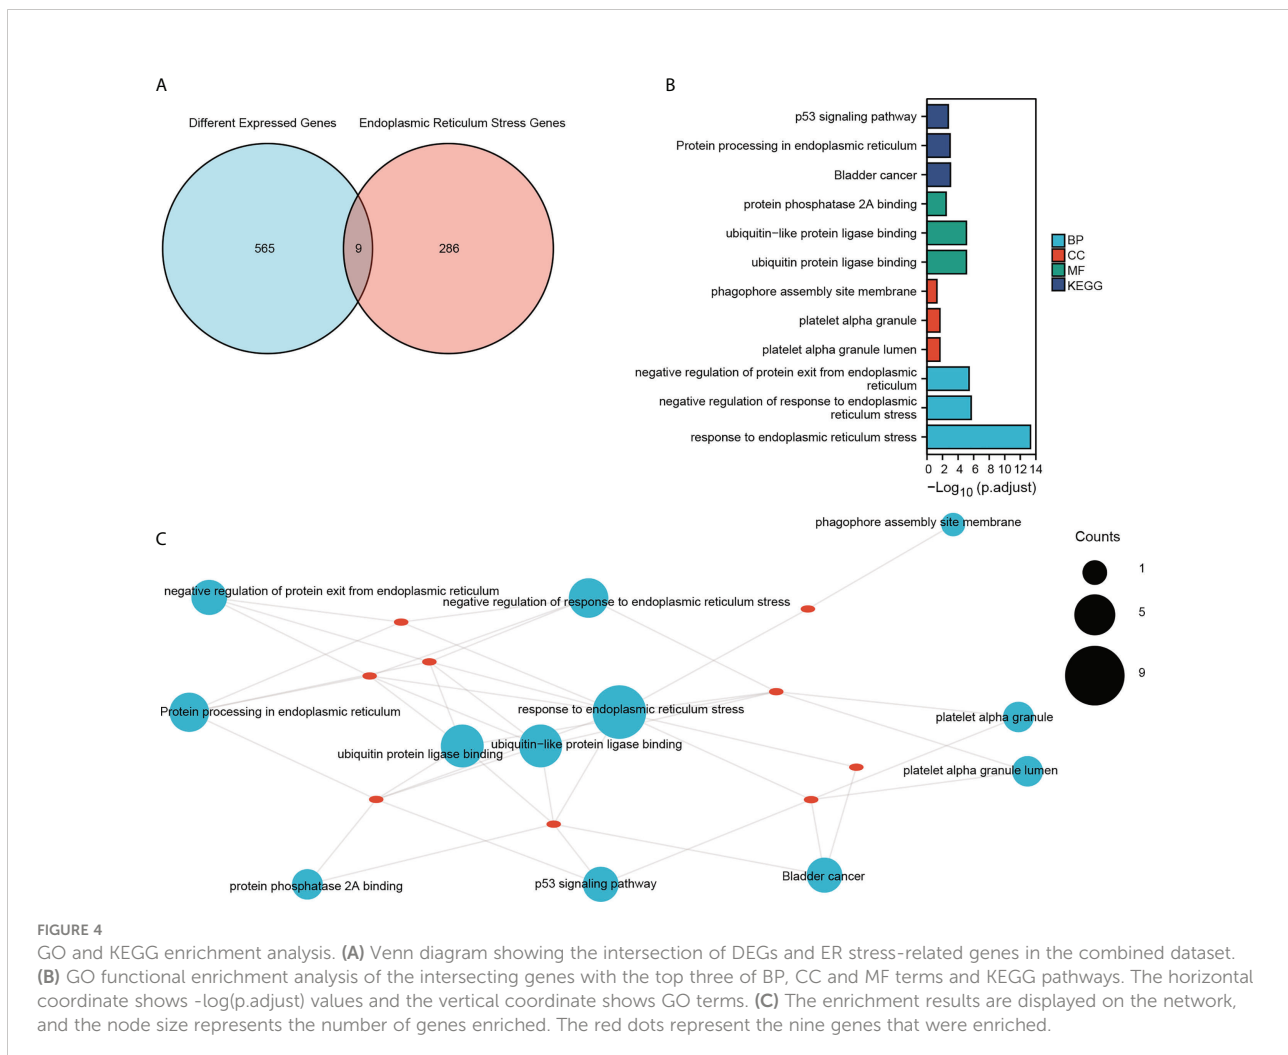 A
Different Expressed Genes
Endoplasmic Reticulum Stress Genes
565
9
286
B
p53 signaling pathway
Protein processing in endoplasmic reticulum
Bladder cancer
protein phosphatase 2A binding
ubiquitin−like protein ligase binding
ubiquitin protein ligase binding
phagophore assembly site membrane
platelet alpha granule
platelet alpha granule lumen
negative regulation of protein exit from endoplasmic
reticulum
negative regulation of response to endoplasmic
reticulum stress
response to endoplasmic reticulum stress
0 2 4 6 8 10 12 14
−Log10 (p.adjust)
BP
CC
MF
KEGG
C
phagophore assembly site membrane
negative regulation of protein exit from endoplasmic reticulum
negative regulation of response to endoplasmic reticulum stress
Protein processing in endoplasmic reticulum
response to endoplasmic reticulum stress
ubiquitin protein ligase binding
ubiquitin−like protein ligase binding
platelet alpha granule
platelet alpha granule lumen
protein phosphatase 2A binding
p53 signaling pathway
Bladder cancer
Counts
1
5
9
FIGURE 4
GO and KEGG enrichment analysis. (A) Venn diagram showing the intersection of DEGs and ER stress-related genes in the combined dataset.
(B) GO functional enrichment analysis of the intersecting genes with the top three of BP, CC and MF terms and KEGG pathways. The horizontal
coordinate shows -log(p.adjust) values and the vertical coordinate shows GO terms. (C) The enrichment results are displayed on the network,
and the node size represents the number of genes enriched. The red dots represent the nine genes that were enriched.